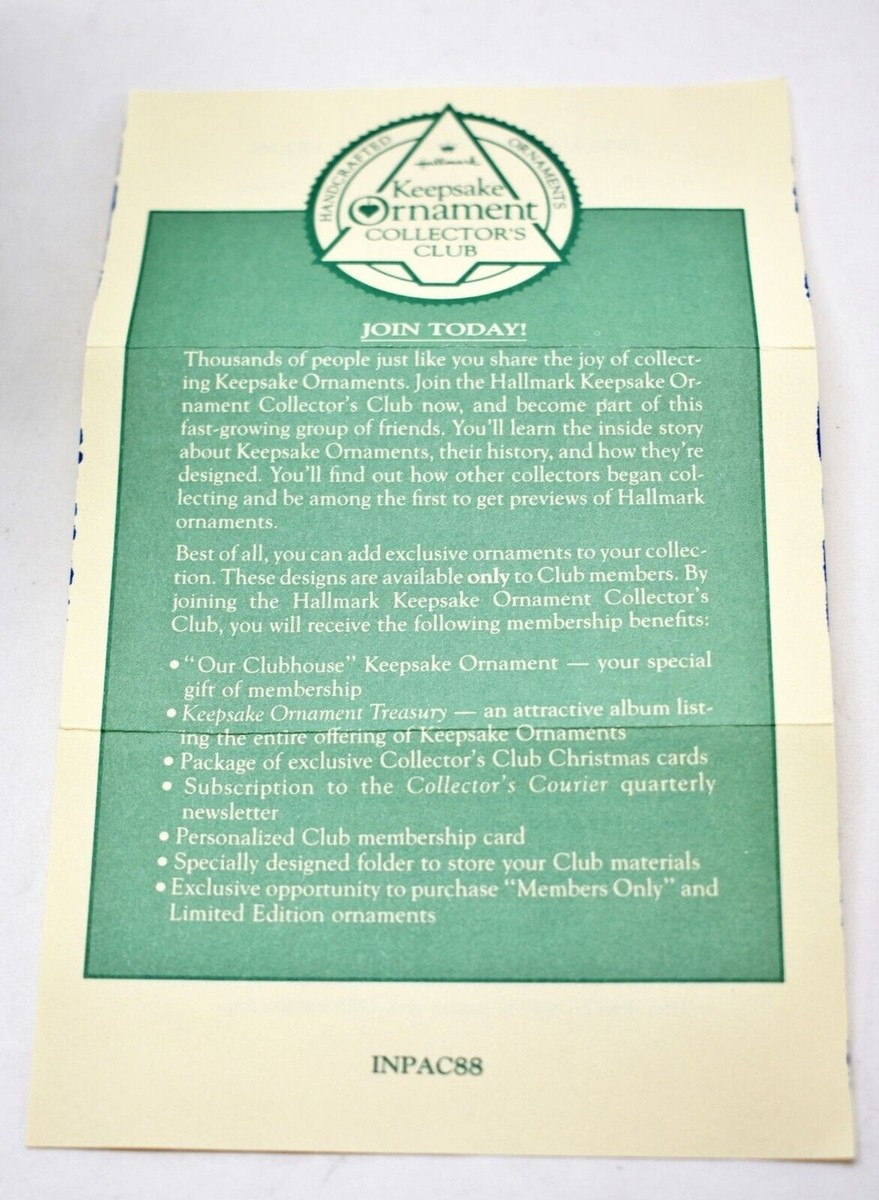 HANDCRAFTED ORNAMENTS
Hallmark
Keepsake
Ornament
COLLECTOR'S
CLUB
JOIN TODAY!
Thousands of people just like you share the joy of collect-
ing Keepsake Ornaments. Join the Hallmark Keepsake Or-
nament Collector's Club now, and become part of this
fast-growing group of friends. You'll learn the inside story
about Keepsake Ornaments, their history, and how they're
designed. You'll find out how other collectors began col-
lecting and be among the first to get previews of Hallmark
ornaments.
Best of all, you can add exclusive ornaments to your collec-
tion. These designs are available only to Club members. By
joining the Hallmark Keepsake Ornament Collector's
Club, you will receive the following membership benefits:
• "Our Clubhouse" Keepsake Ornament — your special
gift of membership
• Keepsake Ornament Treasury — an attractive album list-
ing the entire offering of Keepsake Ornaments
• Package of exclusive Collector's Club Christmas cards
• Subscription to the Collector's Courier quarterly
newsletter
• Personalized Club membership card
• Specially designed folder to store your Club materials
• Exclusive opportunity to purchase "Members Only" and
Limited Edition ornaments
INPAC88